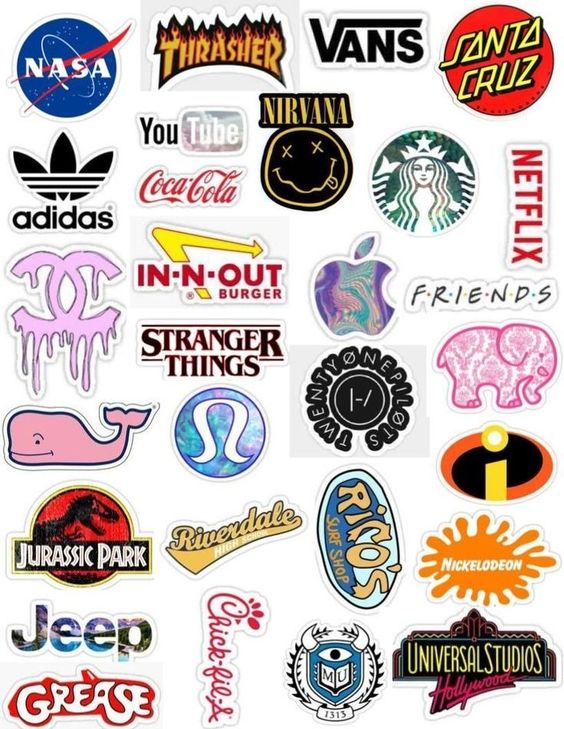 NASA
THRASHER
VANS
SANTA
CRUZ
YouTube
NIRVANA
adidas
Coca-Cola
NETFLIX
IN-N-OUT
®
BURGER
F·R·I·E·N·D·S
STRANGER
THINGS
TWENTY ØNE PILØTS
|-/
i
JURASSIC PARK
Riverdale
HIGH SCHOOL
RICO'S
SURF SHOP
NICKELODEON
Jeep
Chick-fil-A
MU
1313
UNIVERSAL STUDIOS
Hollywood
GREASE